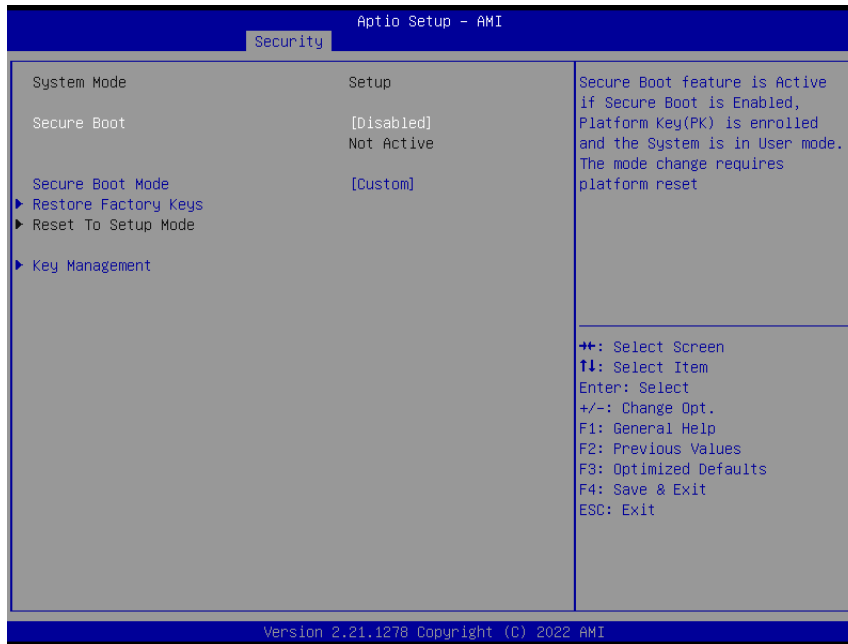 Aptio Setup – AMI
Security
System Mode Setup
Secure Boot [Disabled]
Not Active
Secure Boot Mode [Custom]
Restore Factory Keys
Reset To Setup Mode
Key Management
Secure Boot feature is Active
if Secure Boot is Enabled,
Platform Key(PK) is enrolled
and the System is in User mode.
The mode change requires
platform reset
→←: Select Screen
↑↓: Select Item
Enter: Select
+/-: Change Opt.
F1: General Help
F2: Previous Values
F3: Optimized Defaults
F4: Save & Exit
ESC: Exit
Version 2.21.1278 Copyright (C) 2022 AMI